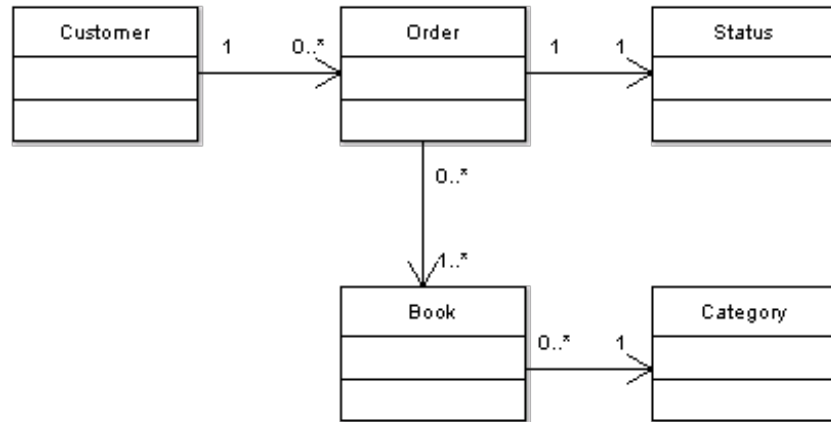 Customer
1
0..*
Order
1
1
Status
0..*
1..*
Book
0..*
1
Category